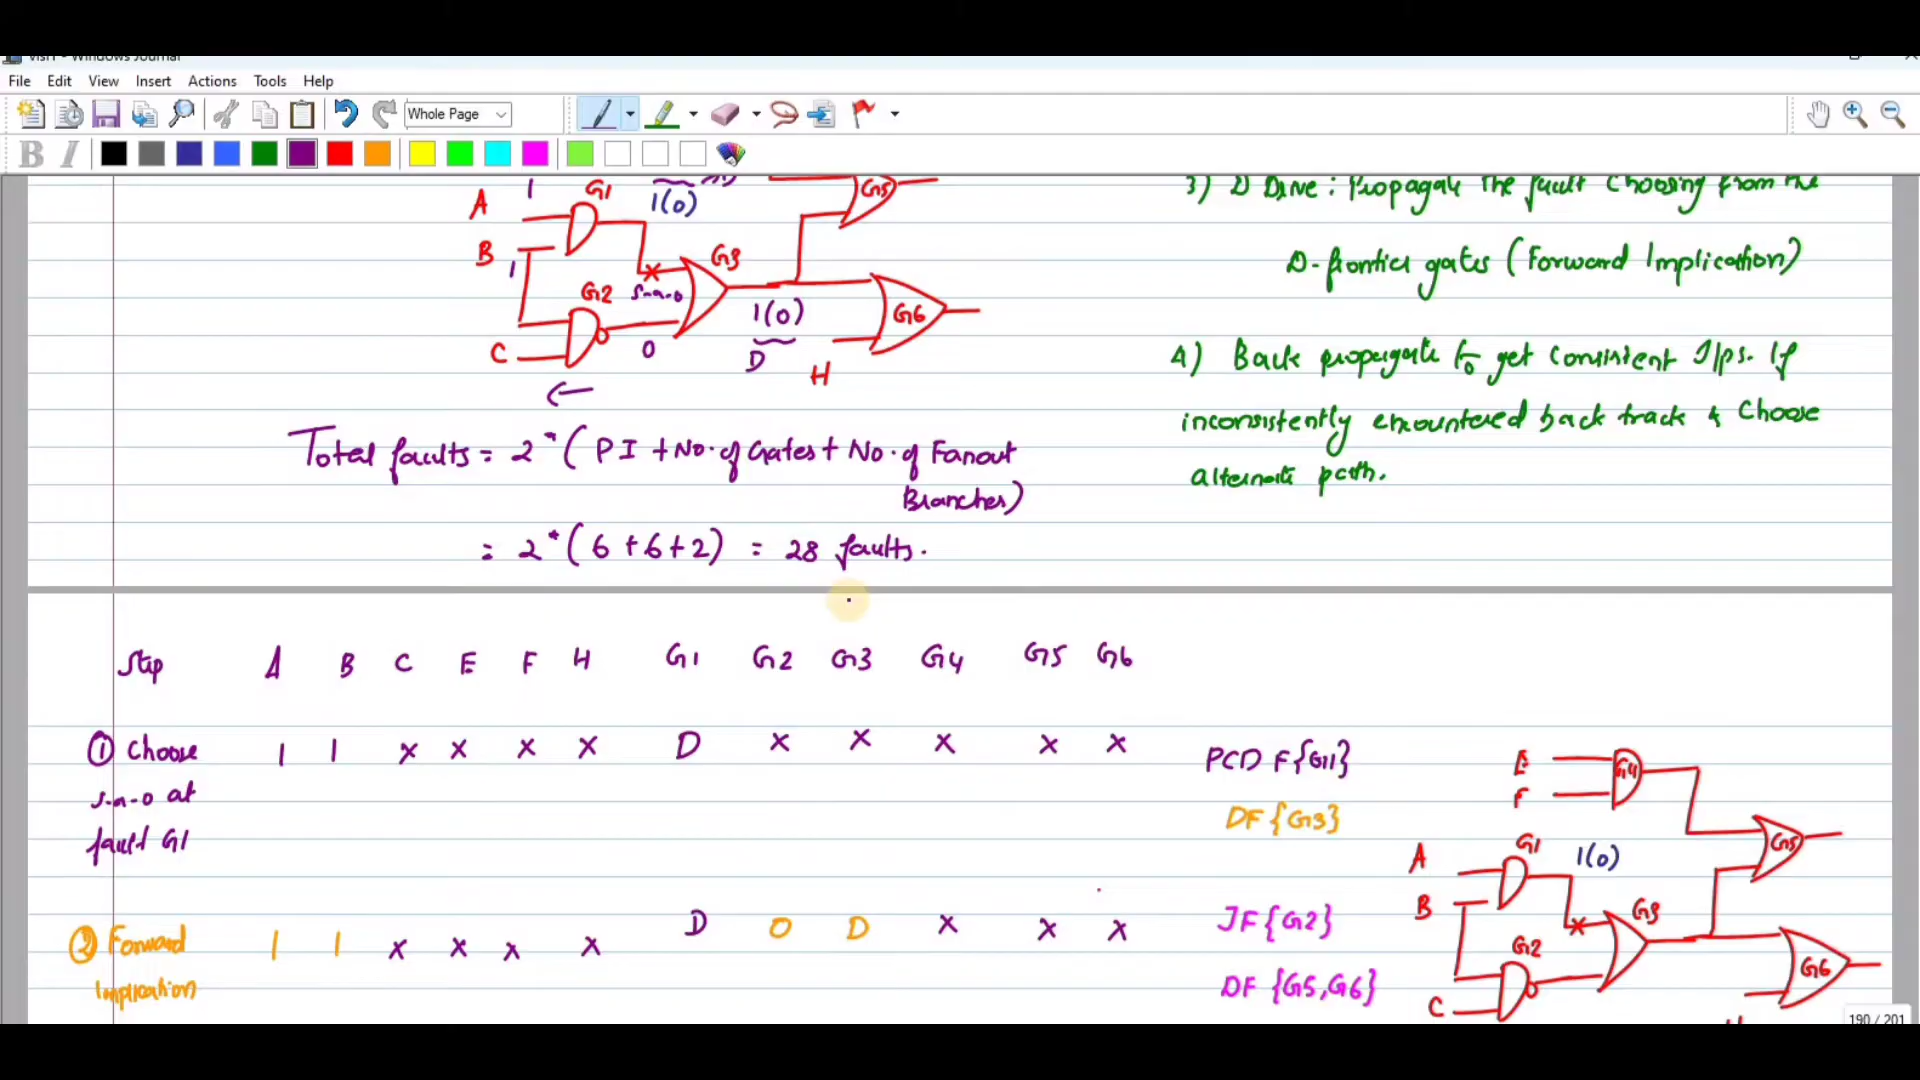 File Edit View Insert Actions Tools Help
Whole Page
A 1 G1 1(0) G5
B 1 G3
G2 s-a-0 1(0) G6
C 0 D H
3) D Drive : Propagate the fault choosing from the
D-frontier gates (Forward Implication)
4) Back propagate to get consistent I/ps. If
inconsistently encountered back track & choose
alternate path.
Total faults = 2 * ( PI + No. of Gates + No. of Fanout
Branches)
= 2 * ( 6 + 6 + 2 ) = 28 faults.
Step A B C E F H G1 G2 G3 G4 G5 G6
① Choose 1 1 x x x x D x x x x x PCD F{G1}
s-a-0 at
fault G1
DF {G3}
② Forward 1 1 x x x x D 0 D x x x JF{G2}
Implication
DF {G5,G6}
E G4
F
A G1 1(0) G5
B G3
G2 G6
C
190 / 201